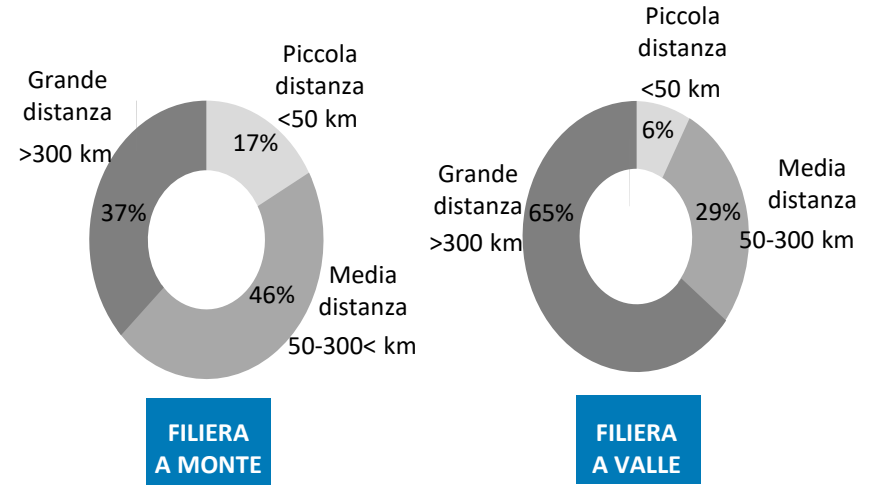 Piccola
distanza
<50 km
17%
Grande
distanza
>300 km
37%
Media
distanza
46%
50-300< km
FILIERA
A MONTE
Piccola
distanza
<50 km
6%
Grande
distanza
65%
>300 km
Media
distanza
29%
50-300 km
FILIERA
A VALLE